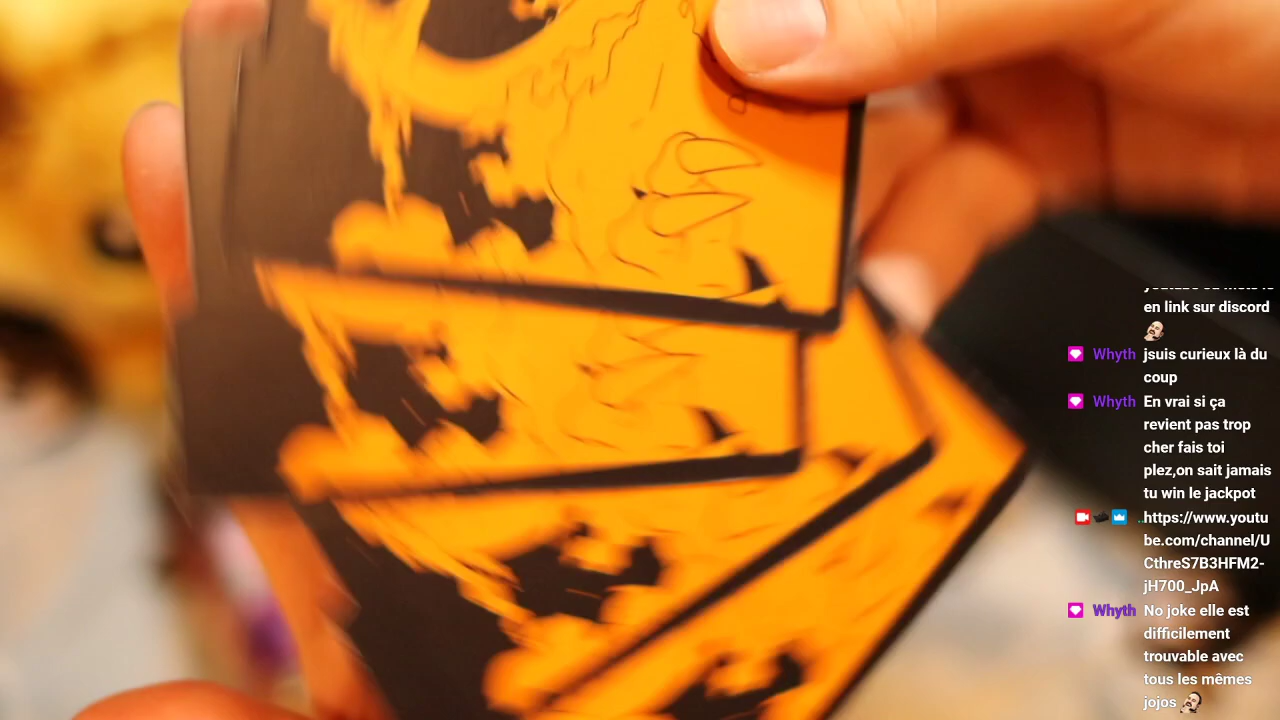 en link sur discord
Whyth jsuis curieux là du
coup
Whyth En vrai si ça
revient pas trop
cher fais toi
plez,on sait jamais
tu win le jackpot
https://www.youtu
be.com/channel/U
CthreS7B3HFM2-
jH700_JpA
Whyth No joke elle est
difficilement
trouvable avec
tous les mêmes
jojos